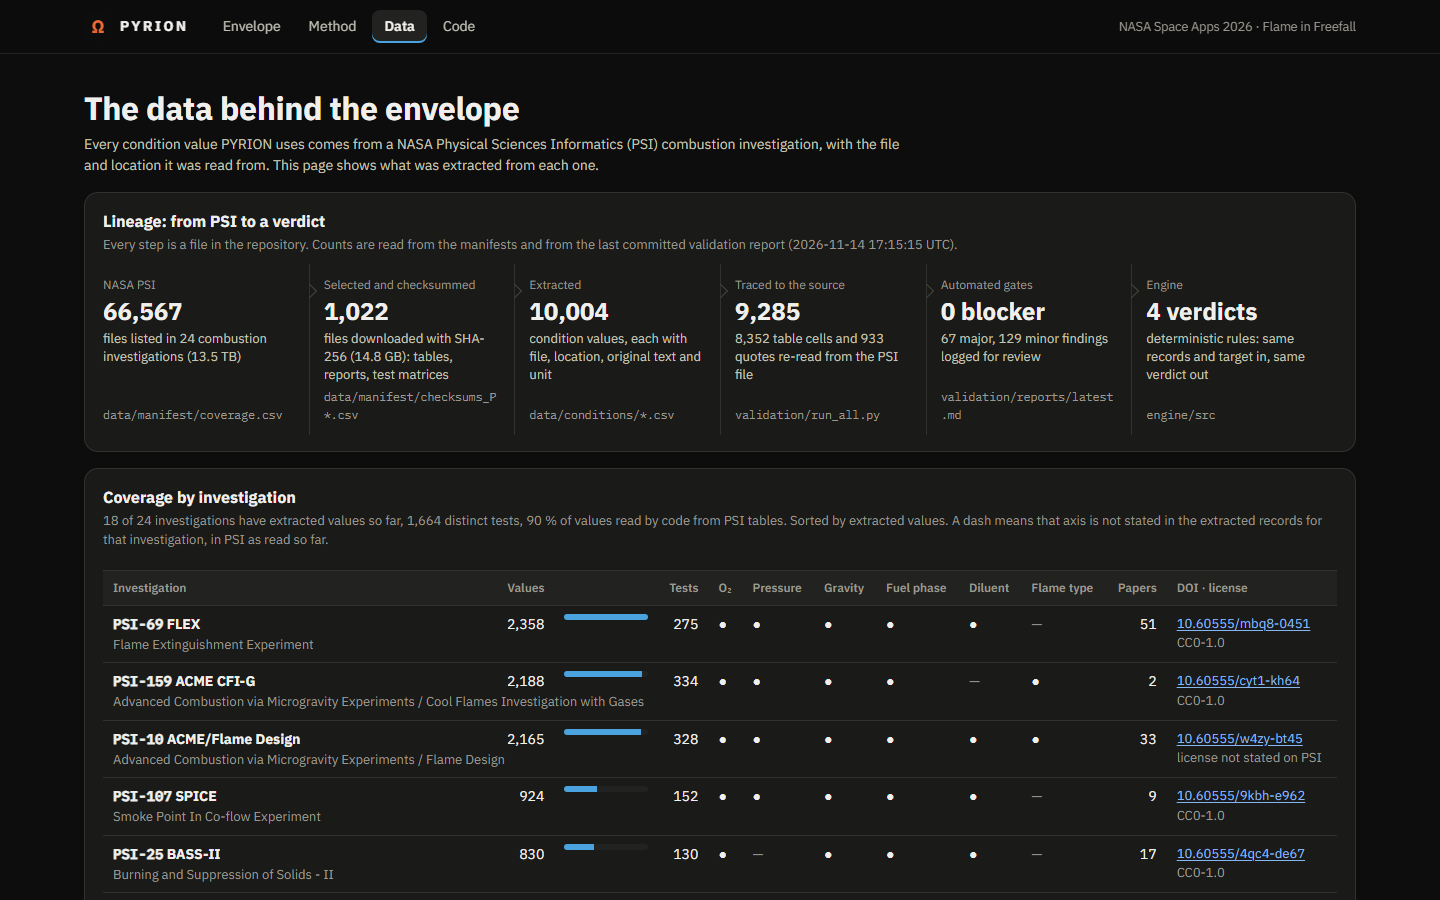 Ω PYRION Envelope Method Data Code NASA Space Apps 2026 · Flame in Freefall
The data behind the envelope
Every condition value PYRION uses comes from a NASA Physical Sciences Informatics (PSI) combustion investigation, with the file
and location it was read from. This page shows what was extracted from each one.
Lineage: from PSI to a verdict
Every step is a file in the repository. Counts are read from the manifests and from the last committed validation report (2026-11-14 17:15:15 UTC).
NASA PSI
66,567
files listed in 24 combustion
investigations (13.5 TB)
data/manifest/coverage.csv
Selected and checksummed
1,022
files downloaded with SHA-
256 (14.8 GB): tables,
reports, test matrices
data/manifest/checksums_P
*.csv
Extracted
10,004
condition values, each with
file, location, original text and
unit
data/conditions/*.csv
Traced to the source
9,285
8,352 table cells and 933
quotes re-read from the PSI
file
validation/run_all.py
Automated gates
0 blocker
67 major, 129 minor findings
logged for review
validation/reports/latest
.md
Engine
4 verdicts
deterministic rules: same
records and target in, same
verdict out
engine/src
Coverage by investigation
18 of 24 investigations have extracted values so far, 1,664 distinct tests, 90 % of values read by code from PSI tables. Sorted by extracted values. A dash means that axis is not stated in the extracted records for
that investigation, in PSI as read so far.
Investigation Values Tests O₂ Pressure Gravity Fuel phase Diluent Flame type Papers DOI · license
PSI-69 FLEX 2,358 275 ● ● ● ● ● — 51 10.60555/mbq8-0451
Flame Extinguishment Experiment CC0-1.0
PSI-159 ACME CFI-G 2,188 334 ● ● ● ● — ● 2 10.60555/cyt1-kh64
Advanced Combustion via Microgravity Experiments / Cool Flames Investigation with Gases CC0-1.0
PSI-10 ACME/Flame Design 2,165 328 ● ● ● ● ● ● 33 10.60555/w4zy-bt45
Advanced Combustion via Microgravity Experiments / Flame Design license not stated on PSI
PSI-107 SPICE 924 152 ● ● ● ● ● — 9 10.60555/9kbh-e962
Smoke Point In Co-flow Experiment CC0-1.0
PSI-25 BASS-II 830 130 ● — ● ● ● — 17 10.60555/4qc4-de67
Burning and Suppression of Solids - II CC0-1.0